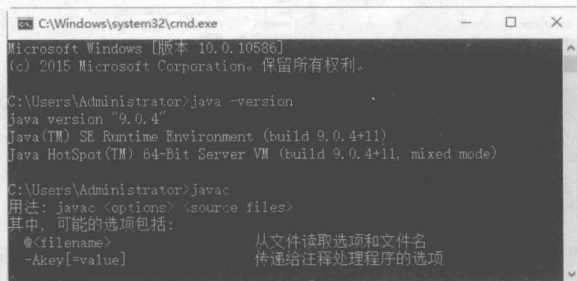 C:\Windows\system32\cmd.exe
Microsoft Windows [版本 10.0.10586]
(c) 2015 Microsoft Corporation。保留所有权利。
C:\Users\Administrator>java -version
java version "9.0.4"
Java(TM) SE Runtime Environment (build 9.0.4+11)
Java HotSpot(TM) 64-Bit Server VM (build 9.0.4+11, mixed mode)
C:\Users\Administrator>javac
用法: javac <options> <source files>
其中, 可能的选项包括:
@<filename> 从文件读取选项和文件名
-Akey[=value] 传递给注释处理程序的选项